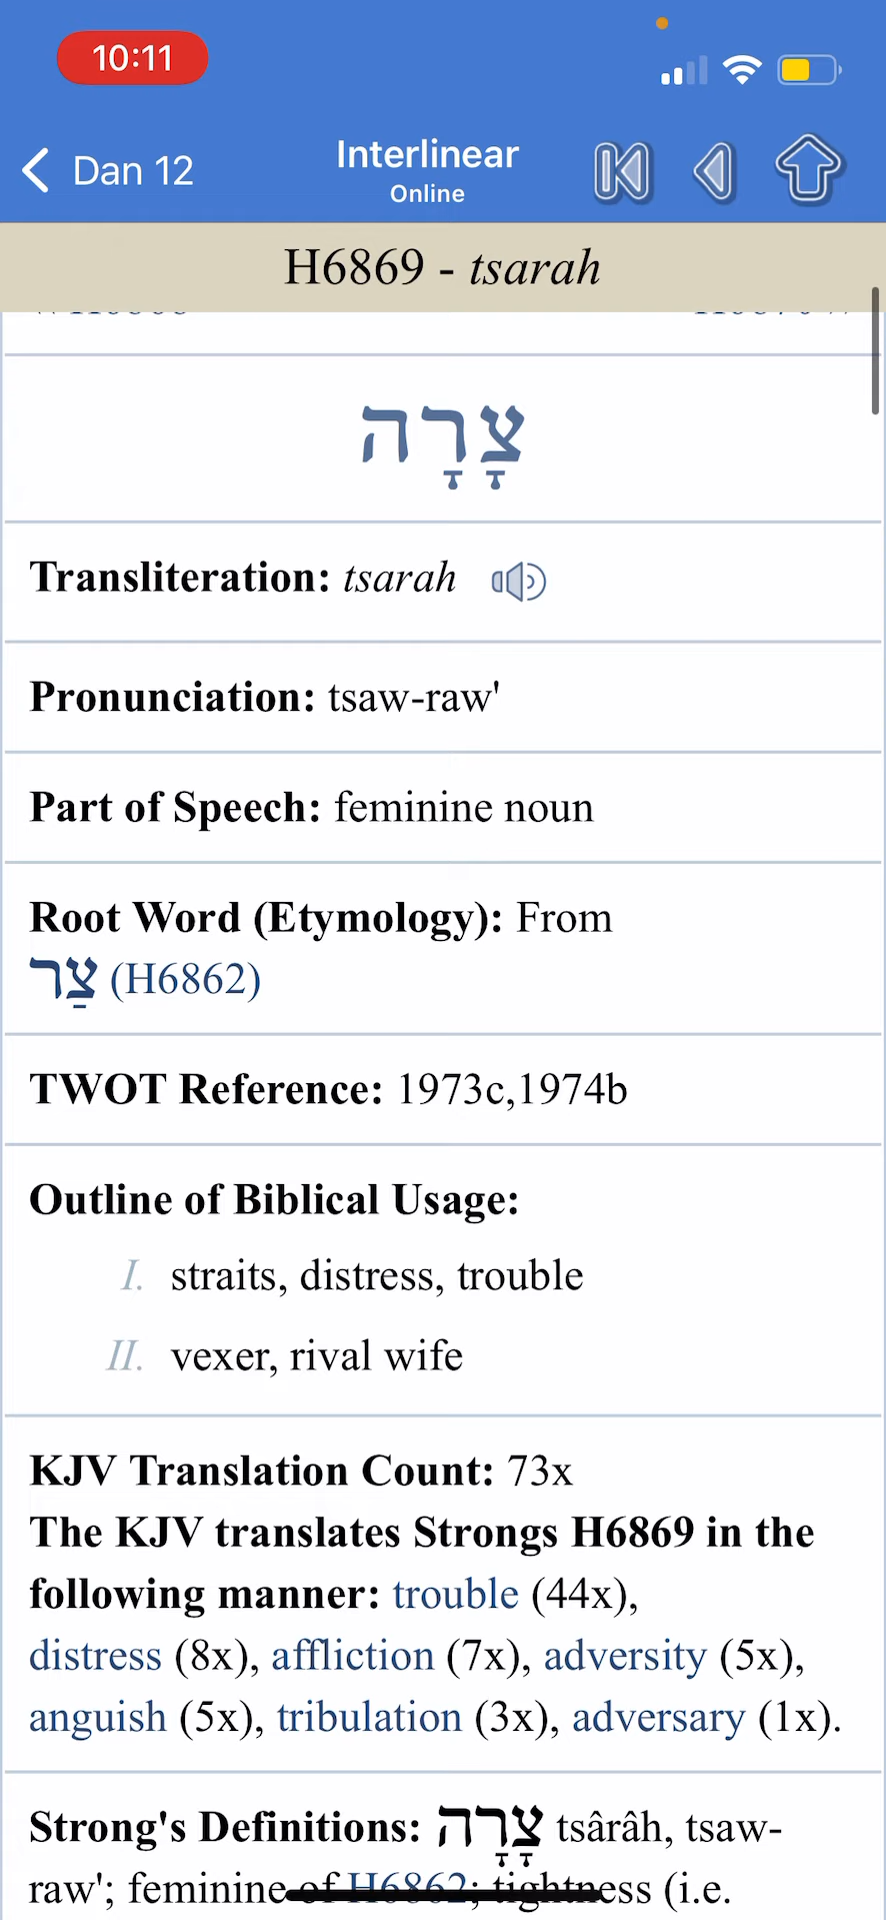 10:11
Dan 12
Interlinear
Online
H6869 - tsarah
צָרָה
Transliteration: tsarah
Pronunciation: tsaw-raw'
Part of Speech: feminine noun
Root Word (Etymology): From
צַר (H6862)
TWOT Reference: 1973c,1974b
Outline of Biblical Usage:
I. straits, distress, trouble
II. vexer, rival wife
KJV Translation Count: 73x
The KJV translates Strongs H6869 in the
following manner: trouble (44x),
distress (8x), affliction (7x), adversity (5x),
anguish (5x), tribulation (3x), adversary (1x).
Strong's Definitions: צָרָה tsârâh, tsaw-
raw'; feminine of H6862; tightness (i.e.